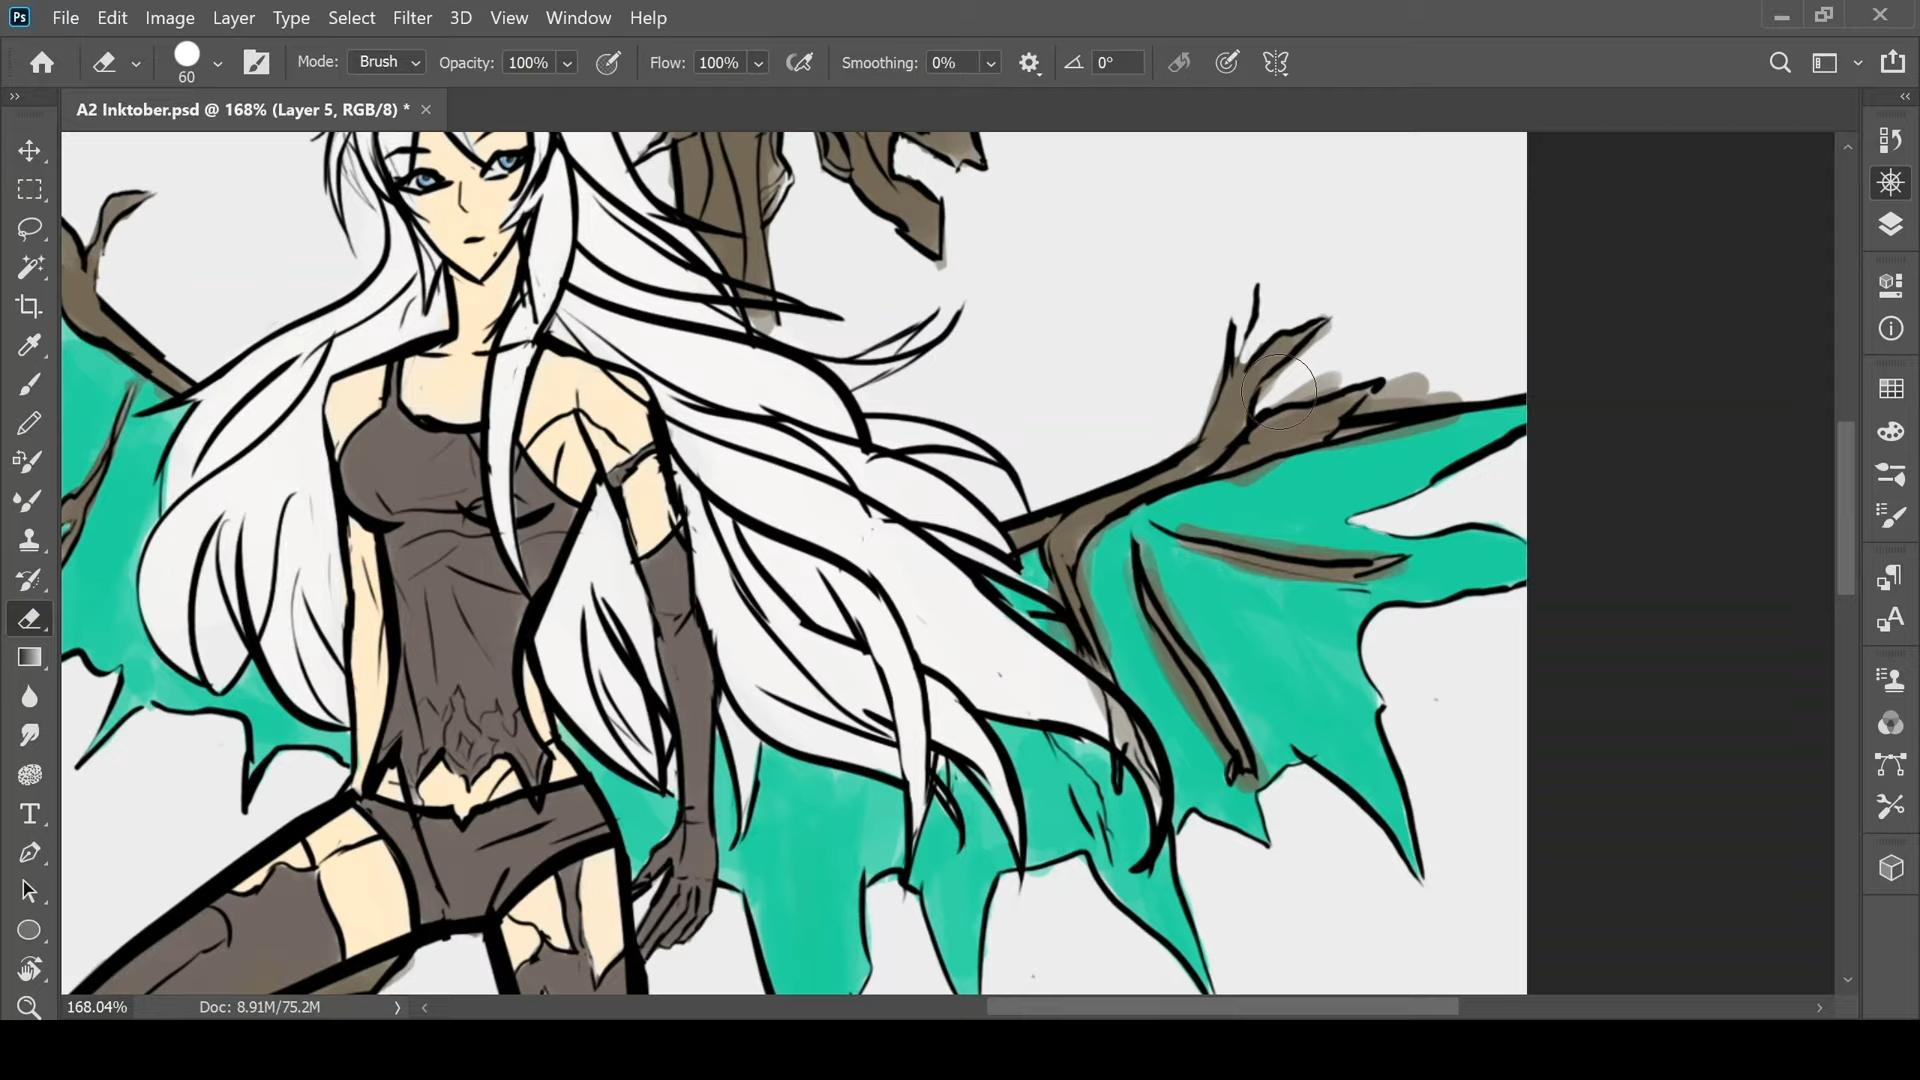 Ps File Edit Image Layer Type Select Filter 3D View Window Help
60 Mode: Brush Opacity: 100% Flow: 100% Smoothing: 0% 0°
A2 Inktober.psd @ 168% (Layer 5, RGB/8) *
168.04% Doc: 8.91M/75.2M